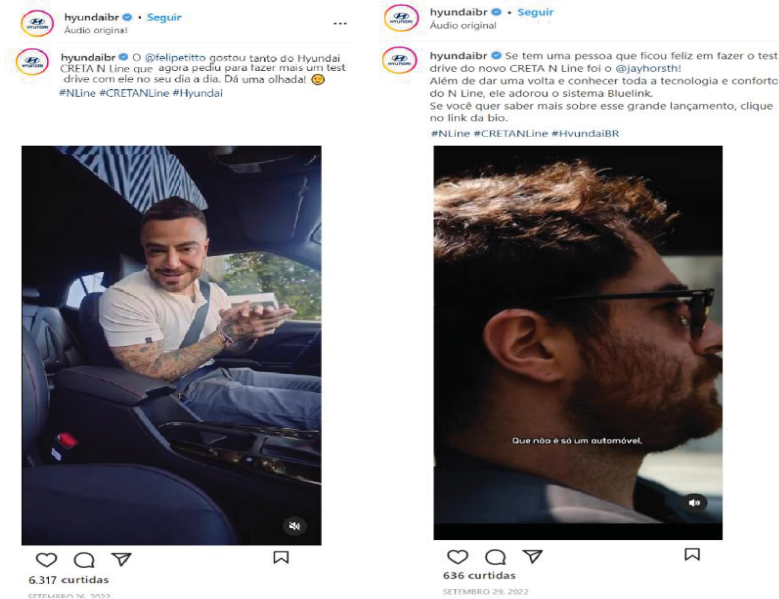 hyundaibr • Seguir
Áudio original
hyundaibr O @felipetitto gostou tanto do Hyundai
CRETA N Line que agora pediu para fazer mais um test
drive com ele no seu dia a dia. Dá uma olhada! 😉
#NLine #CRETANLine #Hyundai
6.317 curtidas
SETEMBRO 26, 2022
hyundaibr • Seguir
Áudio original
hyundaibr Se tem uma pessoa que ficou feliz em fazer o test
drive do novo CRETA N Line foi o @jayhorsth!
Além de dar uma volta e conhecer toda a tecnologia e conforto
do N Line, ele adorou o sistema Bluelink.
Se você quer saber mais sobre esse grande lançamento, clique
no link da bio.
#NLine #CRETANLine #HvundaiBR
Que não é só um automóvel.
636 curtidas
SETEMBRO 29, 2022